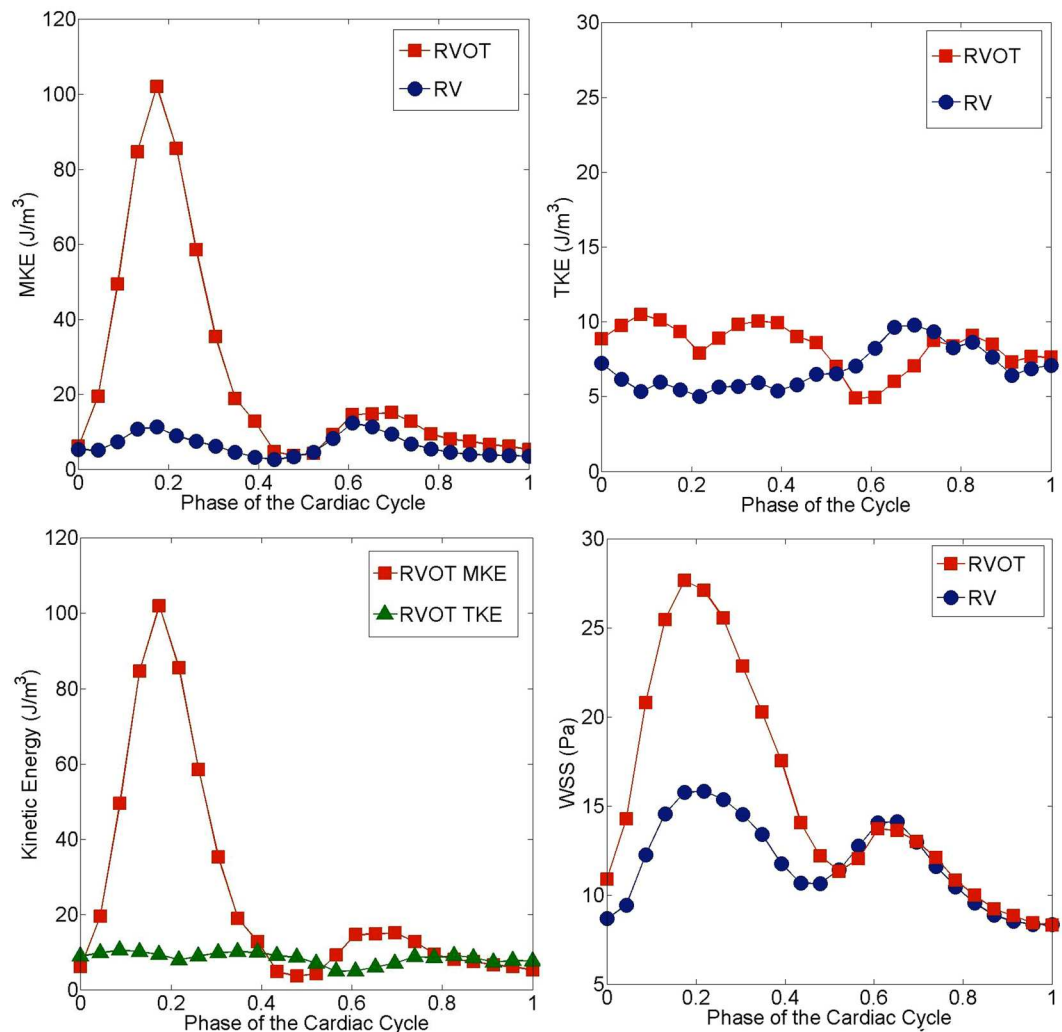 120
100
80
60
40
20
0
MKE (J/m³)
RVOT
RV
0 0.2 0.4 0.6 0.8 1
Phase of the Cardiac Cycle
30
25
20
15
10
5
0
TKE (J/m³)
RVOT
RV
0 0.2 0.4 0.6 0.8 1
Phase of the Cycle
120
100
80
60
40
20
0
Kinetic Energy (J/m³)
RVOT MKE
RVOT TKE
0 0.2 0.4 0.6 0.8 1
Phase of the Cardiac Cycle
30
25
20
15
10
5
WSS (Pa)
RVOT
RV
0 0.2 0.4 0.6 0.8 1
Phase of the Cardiac Cycle